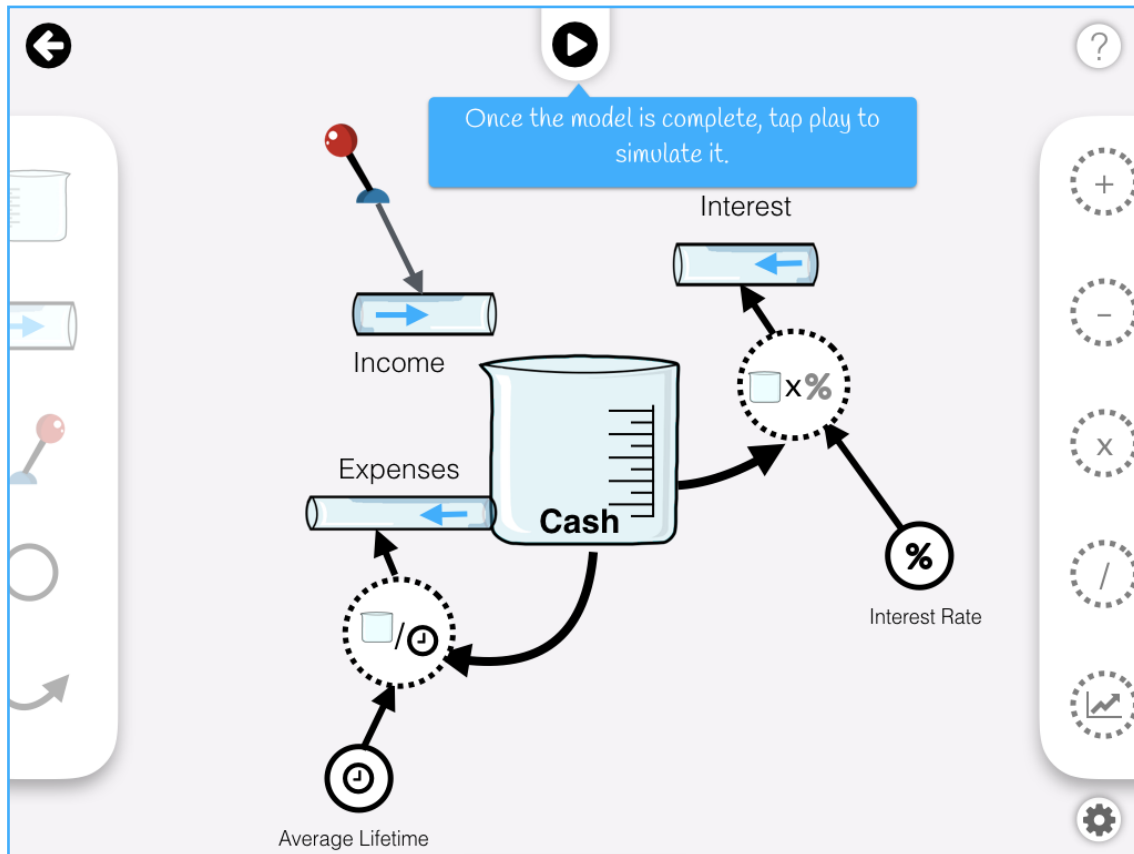 ?
Once the model is complete, tap play to
simulate it.
Interest
+
-
Income
x%
Expenses
x
Cash
%
/
/
Interest Rate
Average Lifetime